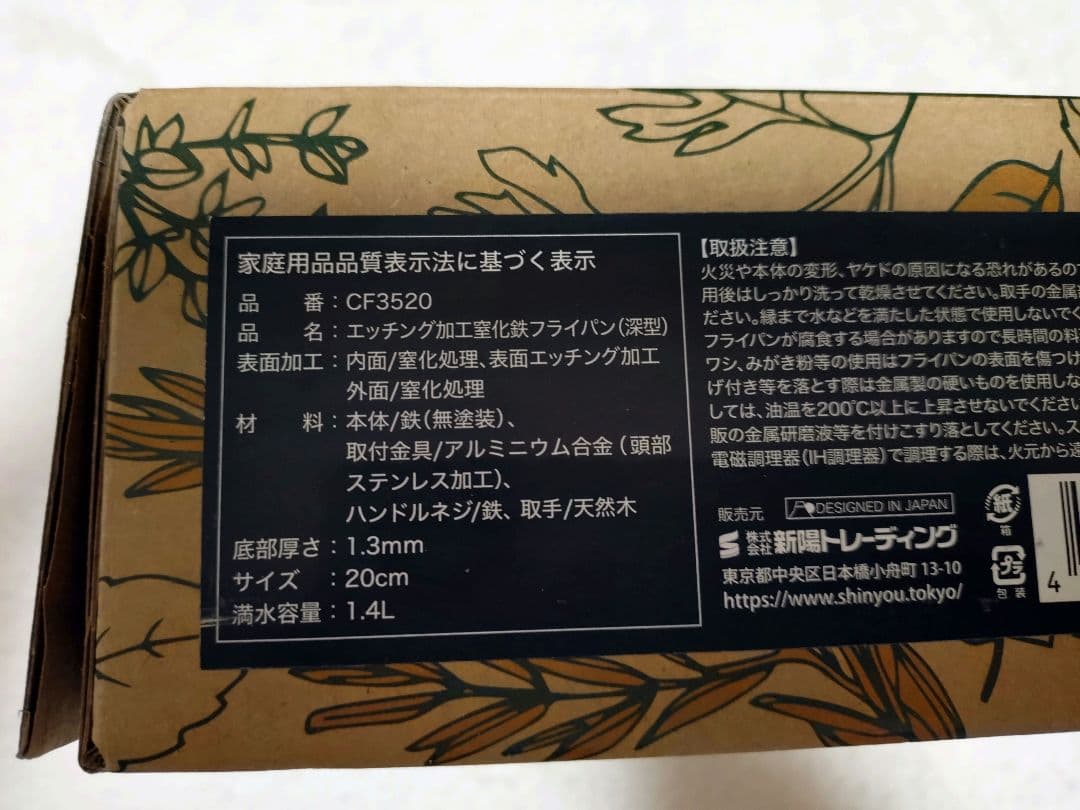 家庭用品品質表示法に基づく表示
品　　番：CF3520
品　　名：エッチング加工窒化鉄フライパン（深型）
表面加工：内面/窒化処理、表面エッチング加工
外面/窒化処理
材　　料：本体/鉄（無塗装）、
取付金具/アルミニウム合金（頭部
ステンレス加工）、
ハンドルネジ/鉄、取手/天然木
底部厚さ：1.3mm
サイズ　：20cm
満水容量：1.4L
【取扱注意】
火災や本体の変形、ヤケドの原因になる恐れがあるので
用後はしっかり洗って乾燥させてください。取手の金属
ださい。縁まで水などを満たした状態で使用しないでく
フライパンが腐食する場合がありますので長時間の料
ワシ、みがき粉等の使用はフライパンの表面を傷つけ
げ付き等を落とす際は金属製の硬いものを使用しな
しては、油温を200℃以上に上昇させないでください
販の金属研磨液等を付けこすり落としてください。ス
電磁調理器（IH調理器）で調理する際は、火元から
販売元
DESIGNED IN JAPAN
株式会社 新陽トレーディング
東京都中央区日本橋小舟町 13-10
https://www.shinyou.tokyo/
紙
箱
プラ
包装
4